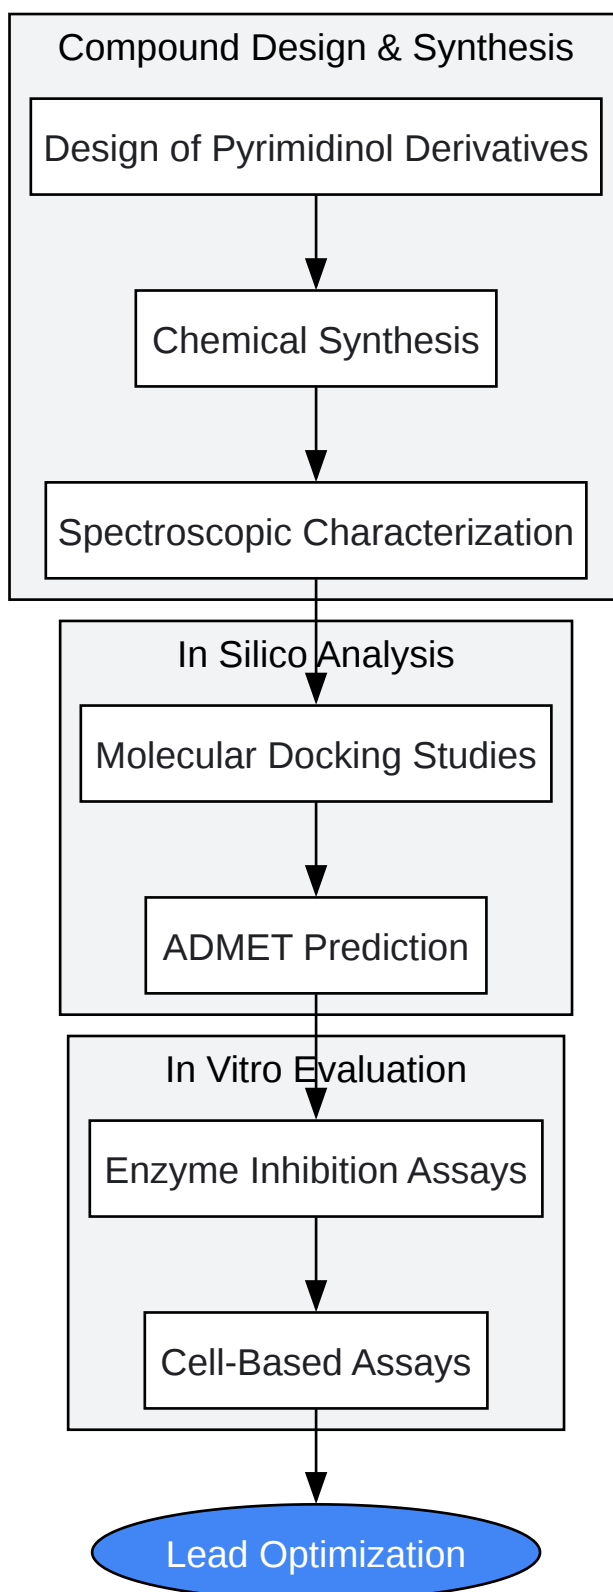 Compound Design & Synthesis
Design of Pyrimidinol Derivatives
Chemical Synthesis
Spectroscopic Characterization
In Silico Analysis
Molecular Docking Studies
ADMET Prediction
In Vitro Evaluation
Enzyme Inhibition Assays
Cell-Based Assays
Lead Optimization